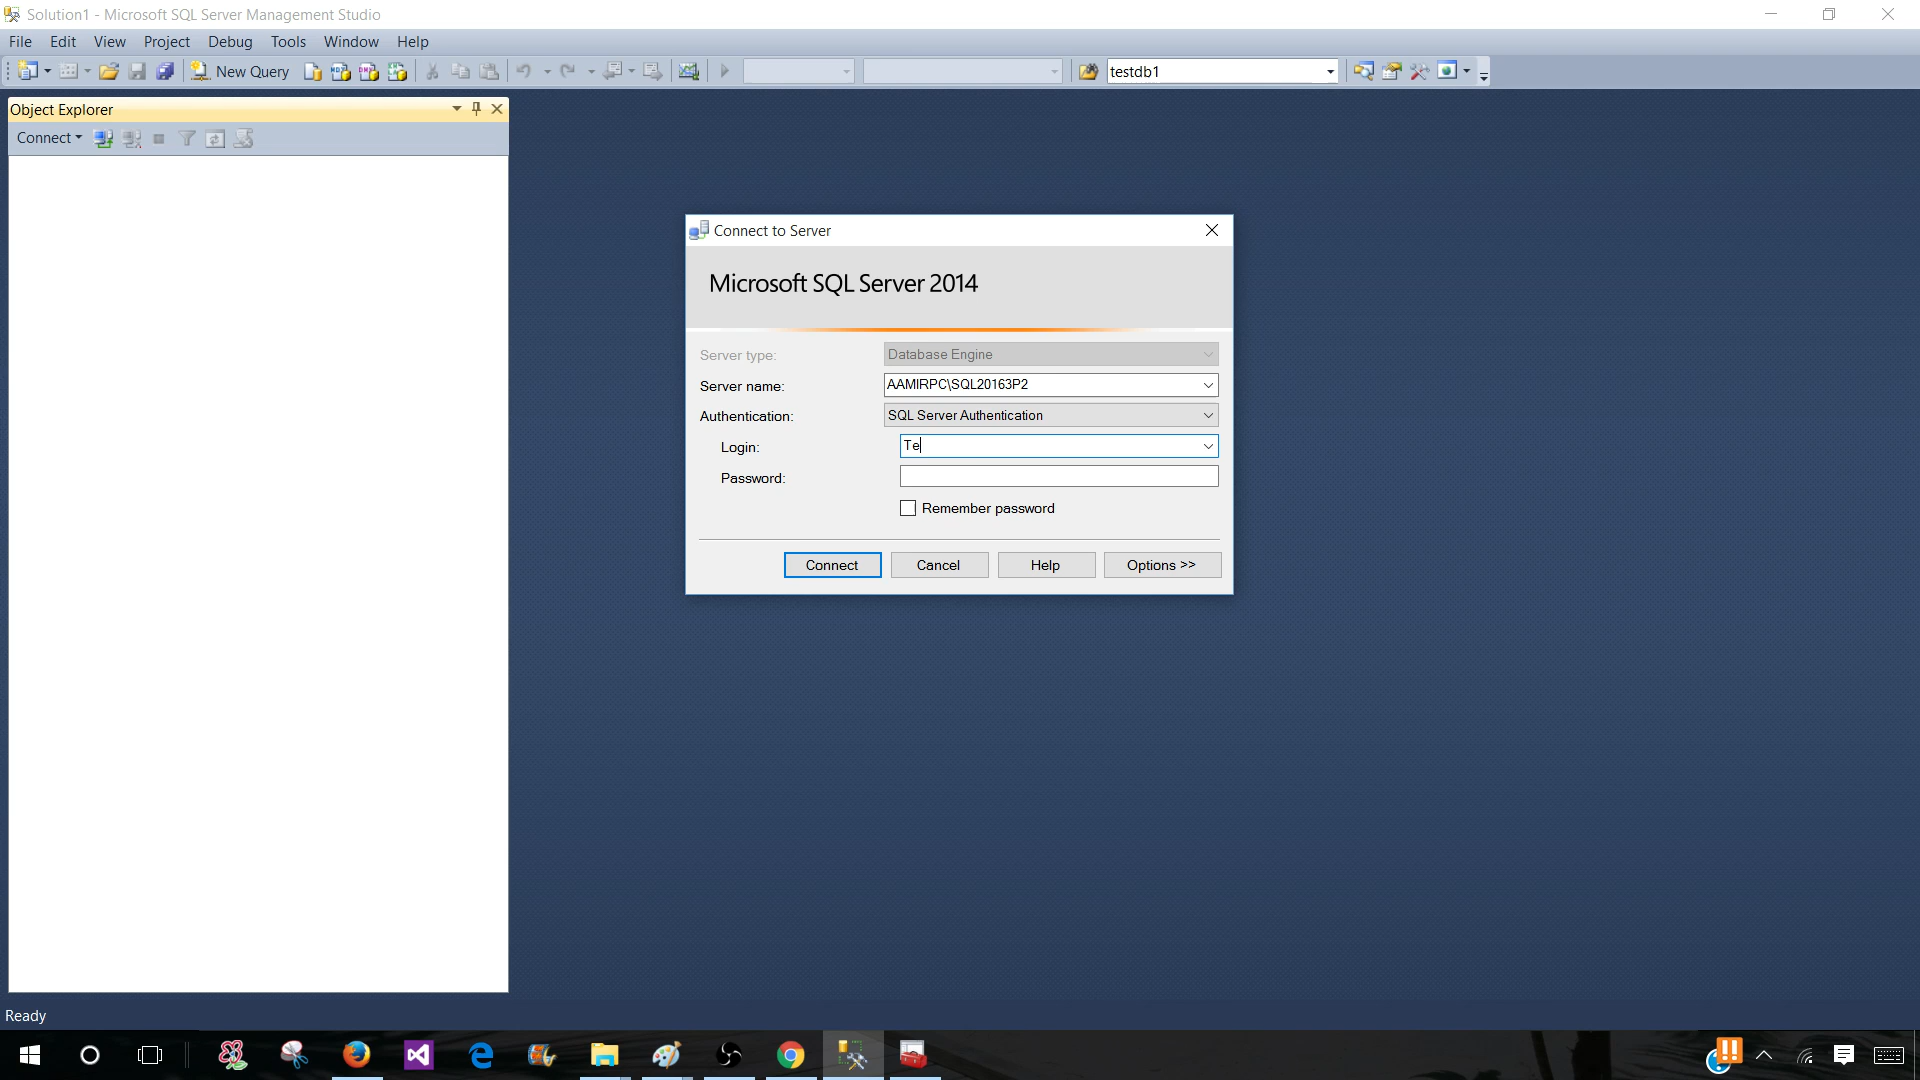 Solution1 - Microsoft SQL Server Management Studio
File Edit View Project Debug Tools Window Help
New Query testdb1
Object Explorer
Connect
Connect to Server
Microsoft SQL Server 2014
Server type: Database Engine
Server name: AAMIRPC\SQL20163P2
Authentication: SQL Server Authentication
Login: Te
Password:
Remember password
Connect Cancel Help Options >>
Ready